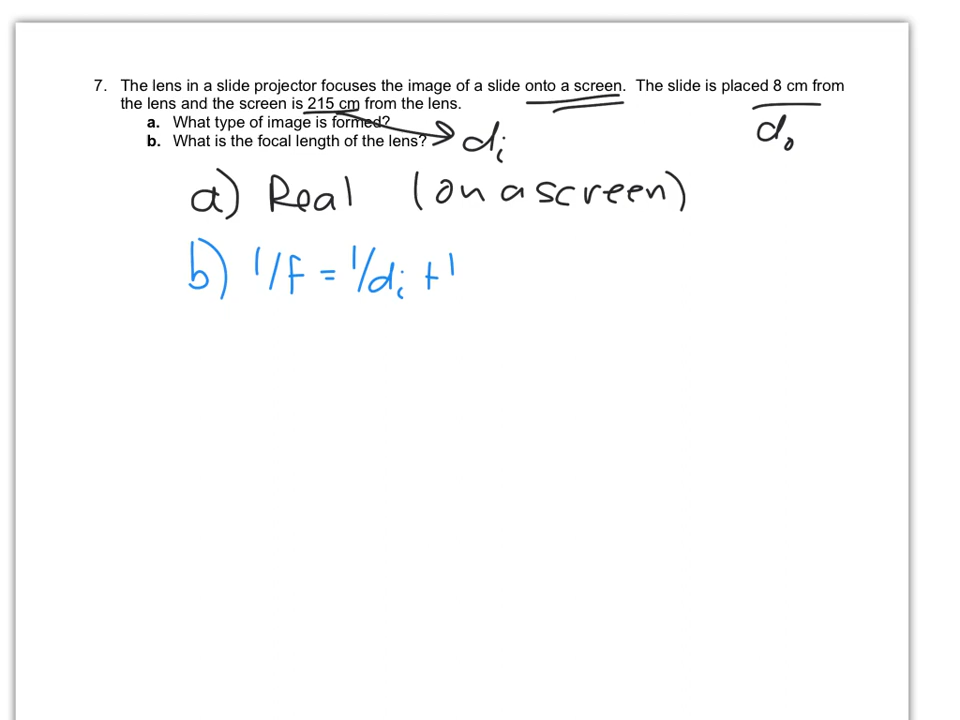 7. The lens in a slide projector focuses the image of a slide onto a screen. The slide is placed 8 cm from
the lens and the screen is 215 cm from the lens.
a. What type of image is formed?
b. What is the focal length of the lens?
di
do
a) Real (on a screen)
b) 1/f = 1/di + 1